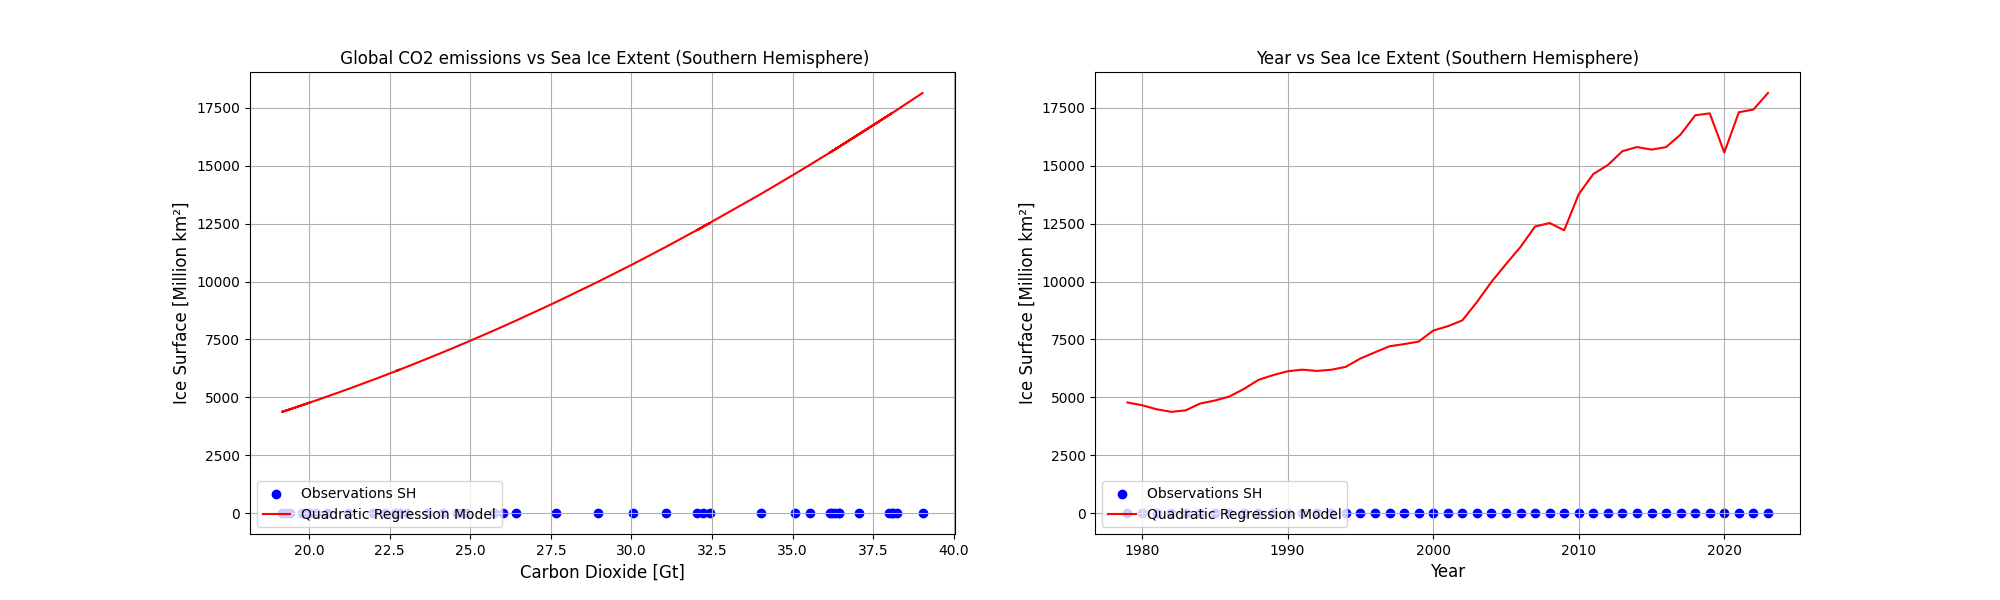 Global CO2 emissions vs Sea Ice Extent (Southern Hemisphere)
Ice Surface [Million km²]
17500
15000
12500
10000
7500
5000
2500
0
Observations SH
Quadratic Regression Model
20.0 22.5 25.0 27.5 30.0 32.5 35.0 37.5 40.0
Carbon Dioxide [Gt]
Year vs Sea Ice Extent (Southern Hemisphere)
Ice Surface [Million km²]
17500
15000
12500
10000
7500
5000
2500
0
Observations SH
Quadratic Regression Model
1980 1990 2000 2010 2020
Year